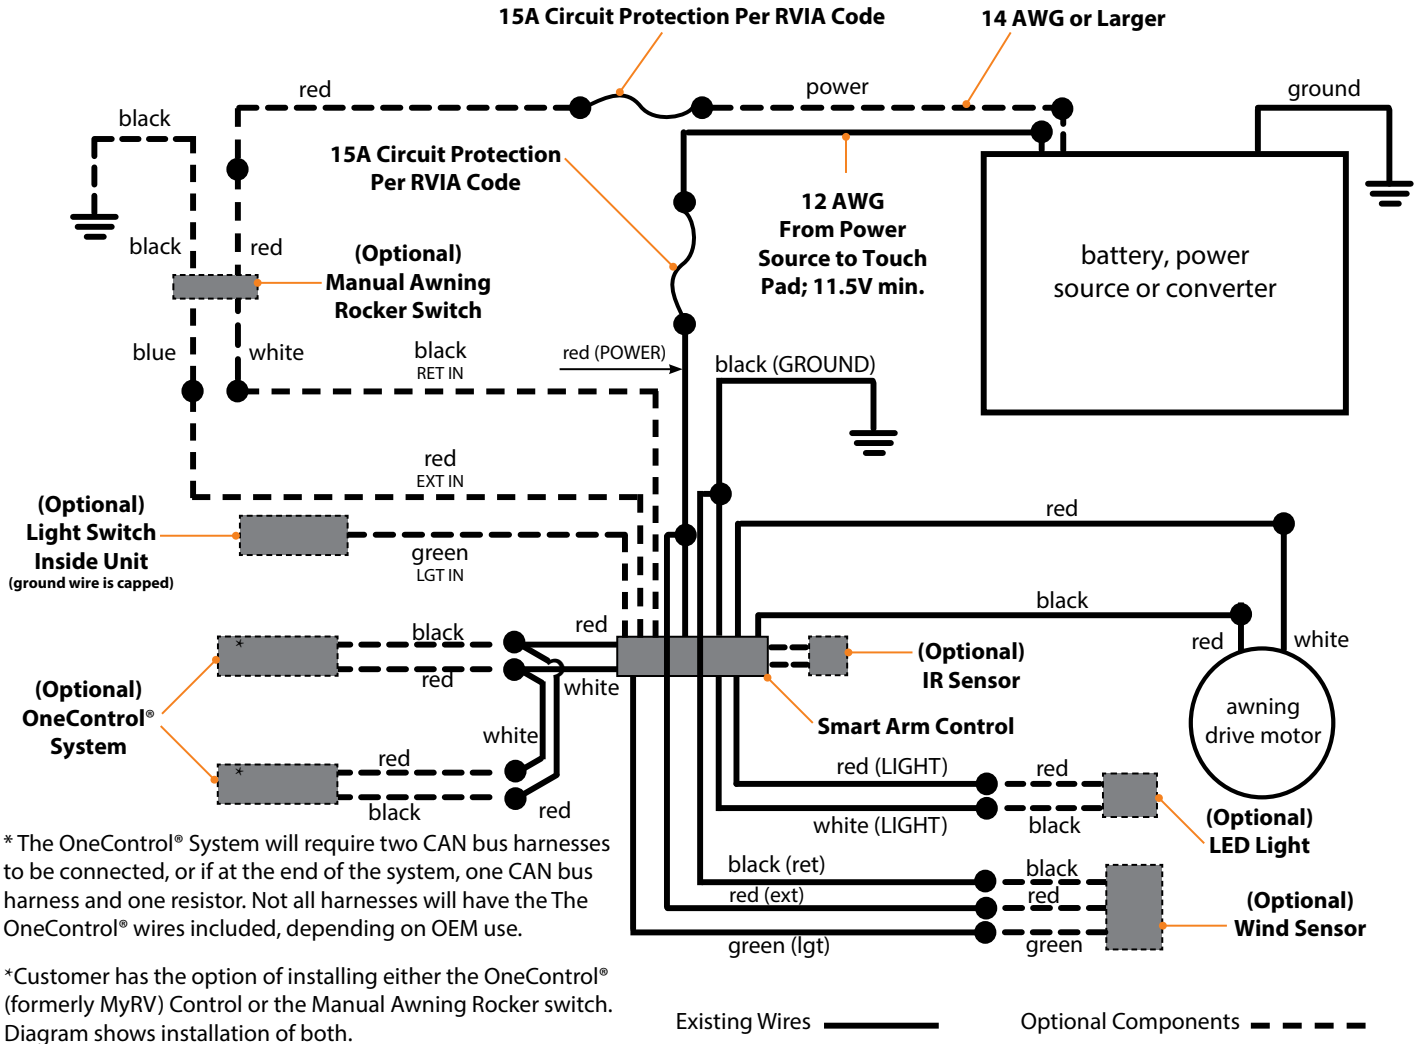 15A Circuit Protection Per RVIA Code
14 AWG or Larger
red
power
ground
black
15A Circuit Protection
Per RVIA Code
12 AWG
From Power
Source to Touch
Pad; 11.5V min.
battery, power
source or converter
black
red
(Optional)
Manual Awning
Rocker Switch
blue
white
black
RET IN
red (POWER)
black (GROUND)
red
EXT IN
(Optional)
Light Switch
Inside Unit
(ground wire is capped)
green
LGT IN
red
black
red
white
awning
drive motor
black
red
red
white
(Optional)
IR Sensor
Smart Arm Control
(Optional)
OneControl®
System
*
*
white
red
black
red
red (LIGHT)
white (LIGHT)
red
black
(Optional)
LED Light
black (ret)
red (ext)
green (lgt)
black
red
green
(Optional)
Wind Sensor
* The OneControl® System will require two CAN bus harnesses
to be connected, or if at the end of the system, one CAN bus
harness and one resistor. Not all harnesses will have the The
OneControl® wires included, depending on OEM use.
*Customer has the option of installing either the OneControl®
(formerly MyRV) Control or the Manual Awning Rocker switch.
Diagram shows installation of both.
Existing Wires
Optional Components